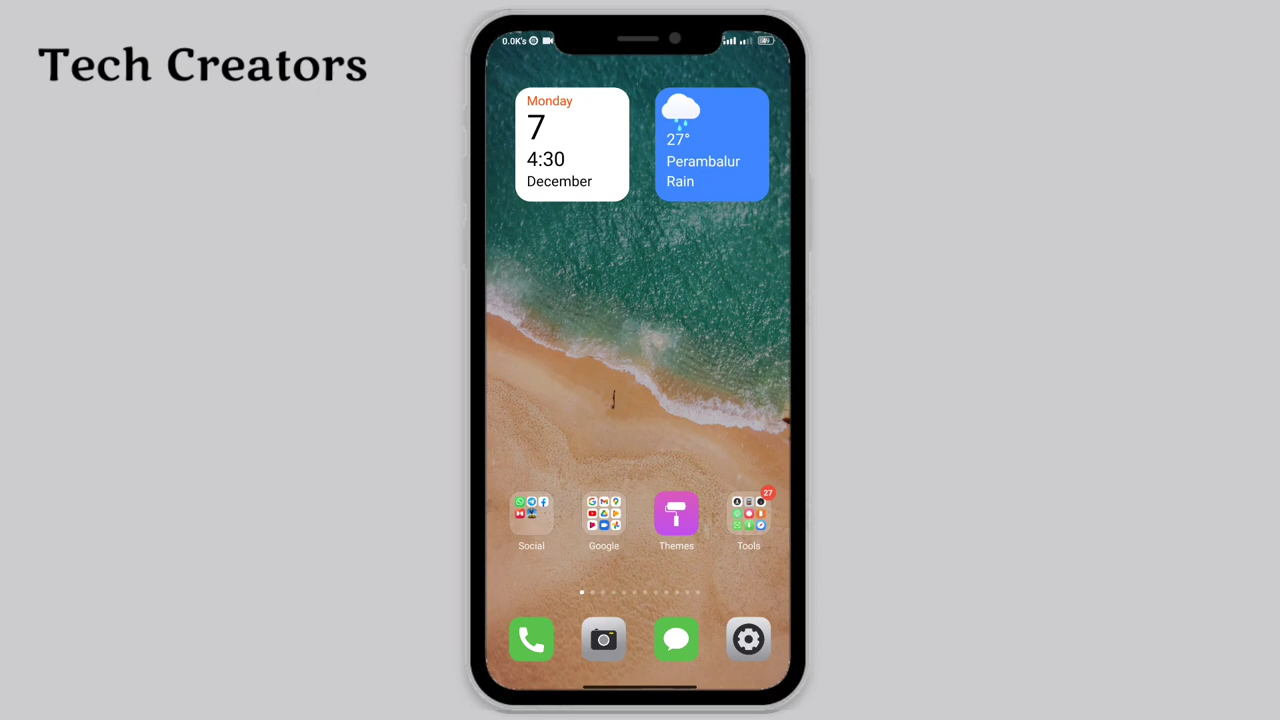 Tech Creators
0.0K's
Monday
7
4:30
December
27°
Perambalur
Rain
27
Social
Google
Themes
Tools